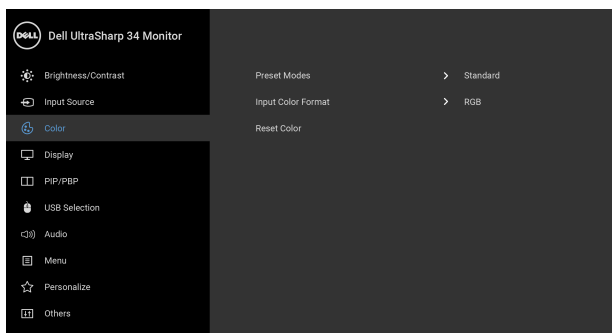 DELL Dell UltraSharp 34 Monitor
Brightness/Contrast Preset Modes Standard
Input Source Input Color Format RGB
Color Reset Color
Display
PIP/PBP
USB Selection
Audio
Menu
Personalize
Others